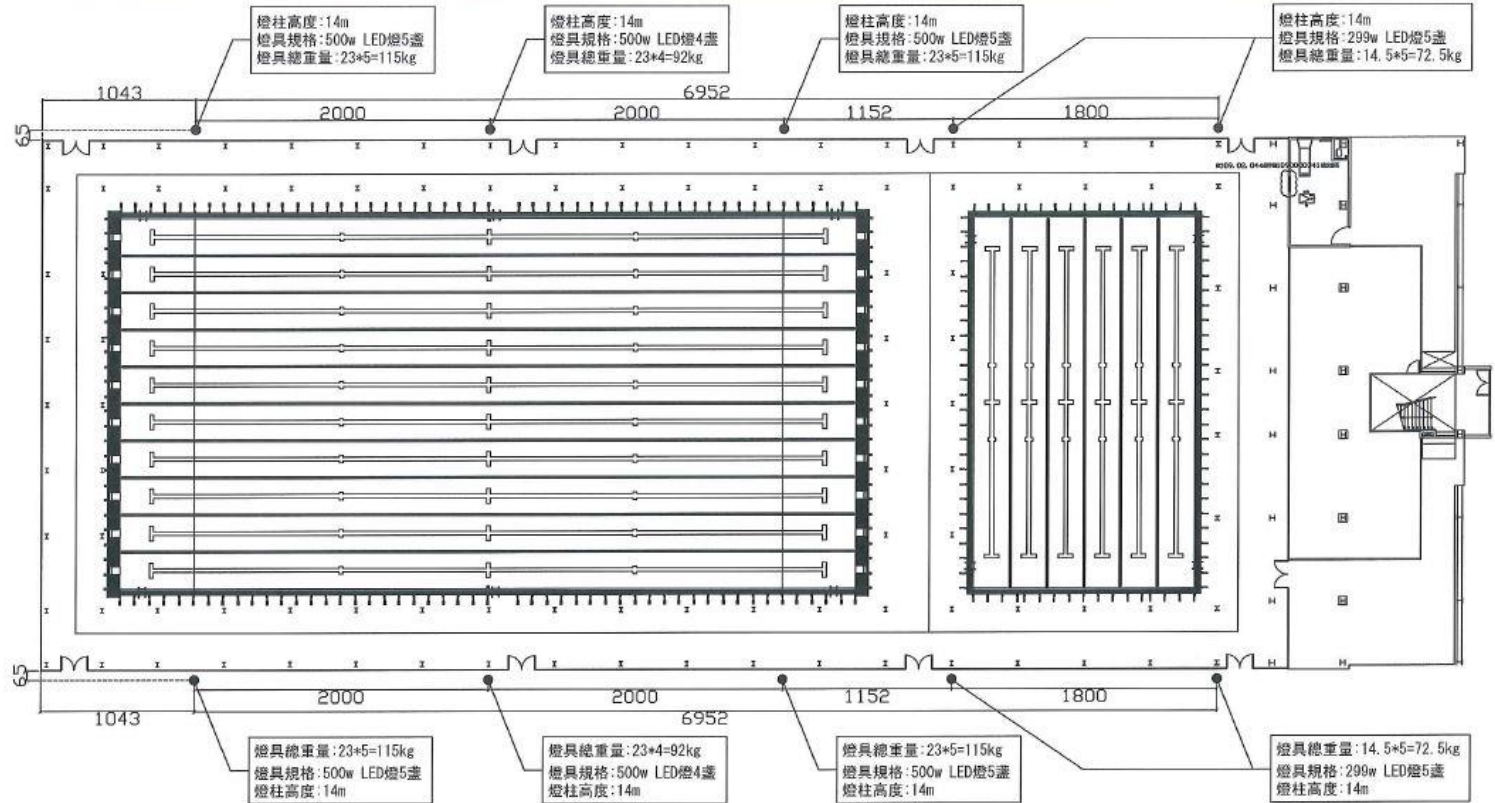 燈柱高度:14m
燈具規格:500w LED燈5盞
燈具總重量:23*5=115kg
燈柱高度:14m
燈具規格:500w LED燈4盞
燈具總重量:23*4=92kg
燈柱高度:14m
燈具規格:500w LED燈5盞
燈具總重量:23*5=115kg
燈柱高度:14m
燈具規格:299w LED燈5盞
燈具總重量:14.5*5=72.5kg
1043
6952
2000
2000
1152
1800
65
65
2000
2000
1152
1800
1043
6952
燈具總重量:23*5=115kg
燈具規格:500w LED燈5盞
燈柱高度:14m
燈具總重量:23*4=92kg
燈具規格:500w LED燈4盞
燈柱高度:14m
燈具總重量:23*5=115kg
燈具規格:500w LED燈5盞
燈柱高度:14m
燈具總重量:14.5*5=72.5kg
燈具規格:299w LED燈5盞
燈柱高度:14m